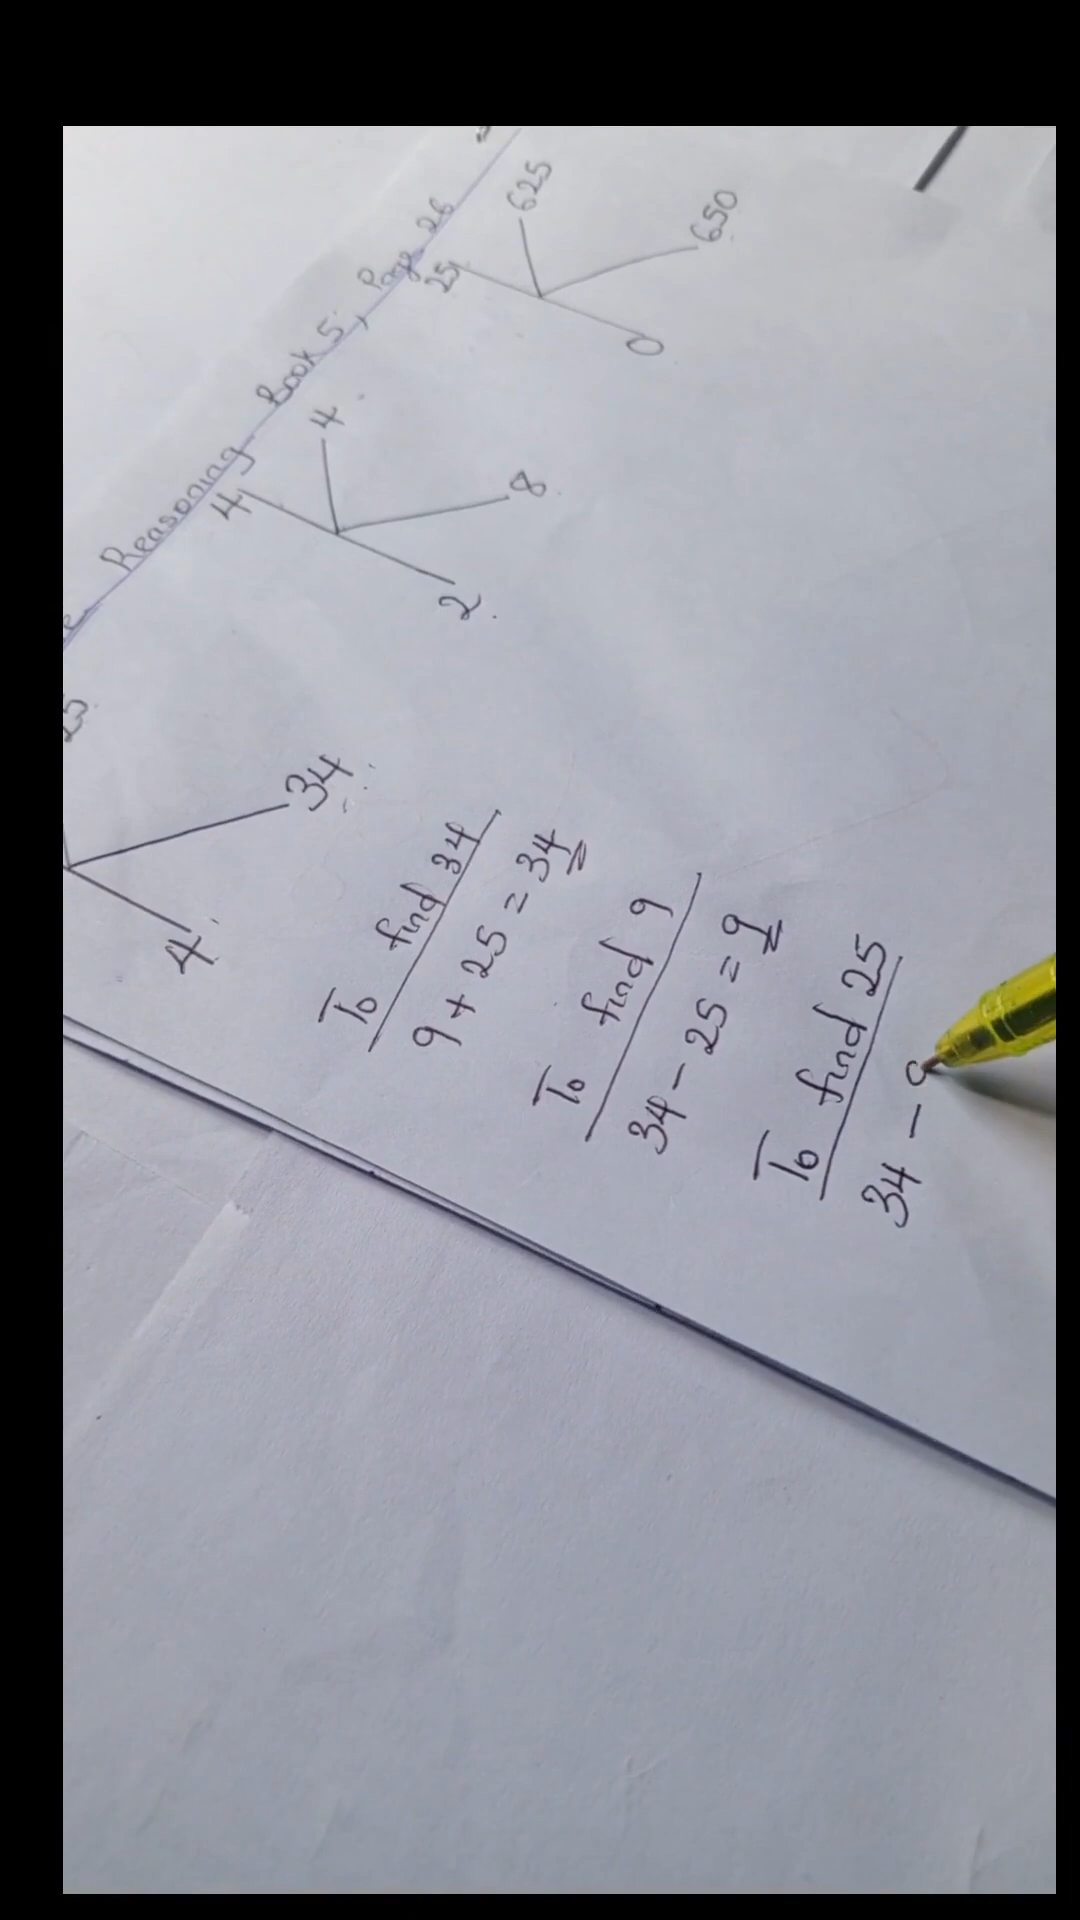 Reasoning Book 5, Page 26
25
4
34
4
4
8
2
25
625
650
0
To find 34
9 + 25 = 34
To find 9
34 - 25 = 9
To find 25
34 -